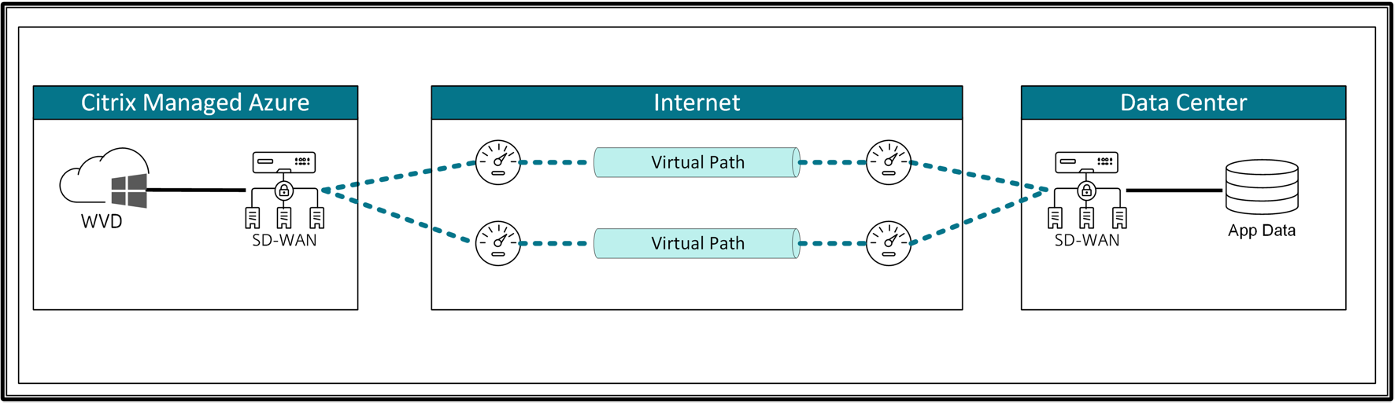 Citrix Managed Azure
Internet
Data Center
Virtual Path
WVD
SD-WAN
Virtual Path
SD-WAN
App Data